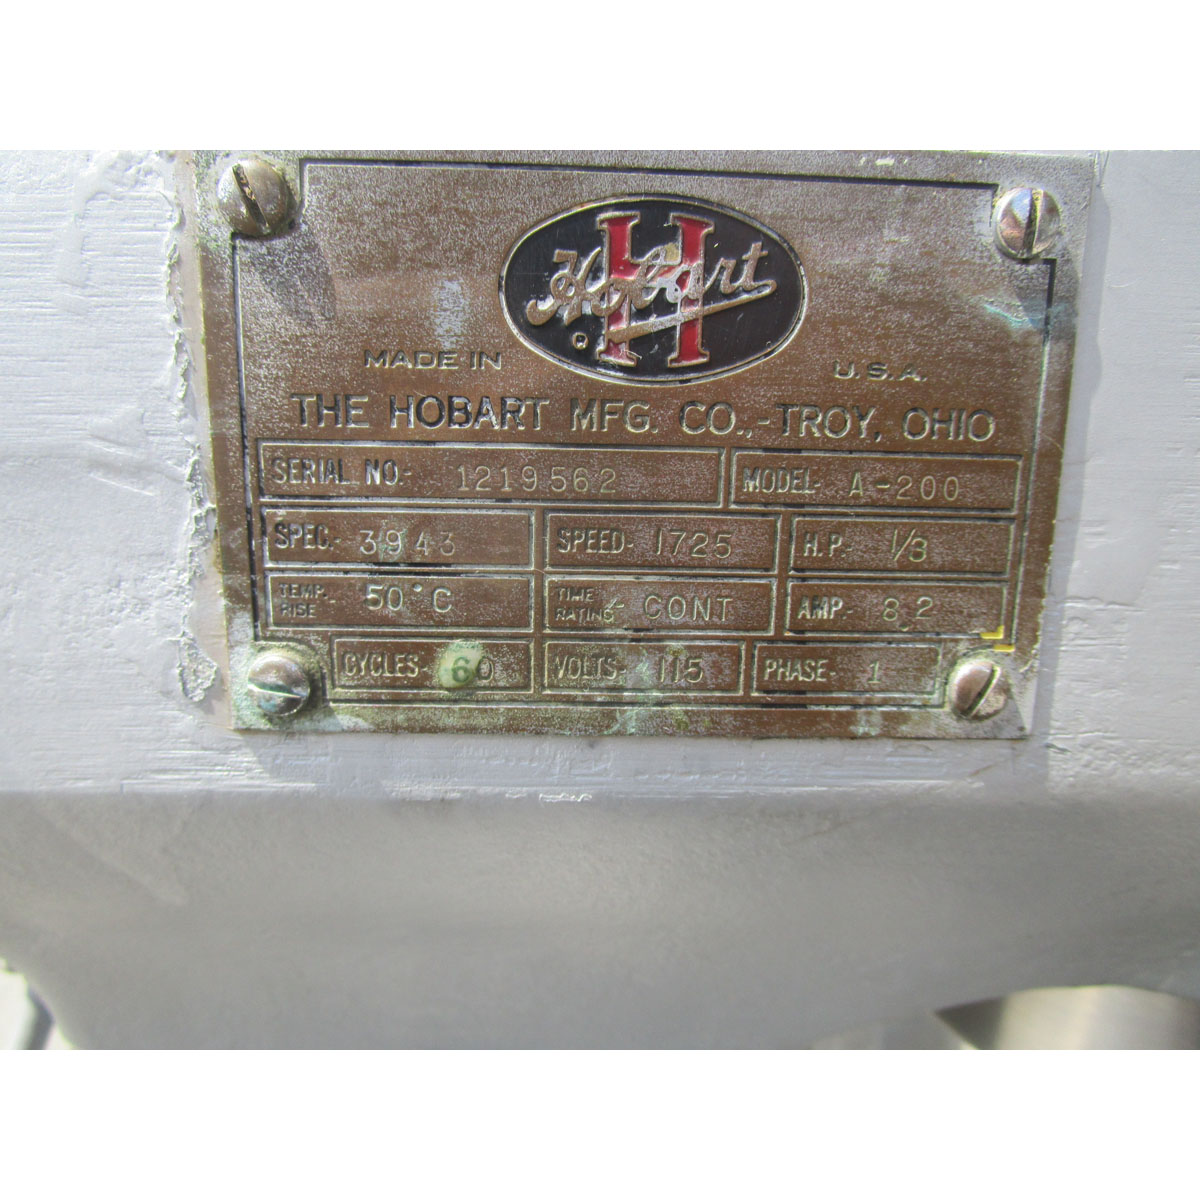 Hobart
MADE IN U.S.A.
THE HOBART MFG. CO.,-TROY, OHIO
SERIAL NO.- 1219562 MODEL- A-200
SPEC.- 3943 SPEED- 1725 H.P. 1/3
TEMP. RISE - 50°C TIME RATING - CONT AMP.- 8.2
CYCLES- 60 VOLTS- 115 PHASE- 1